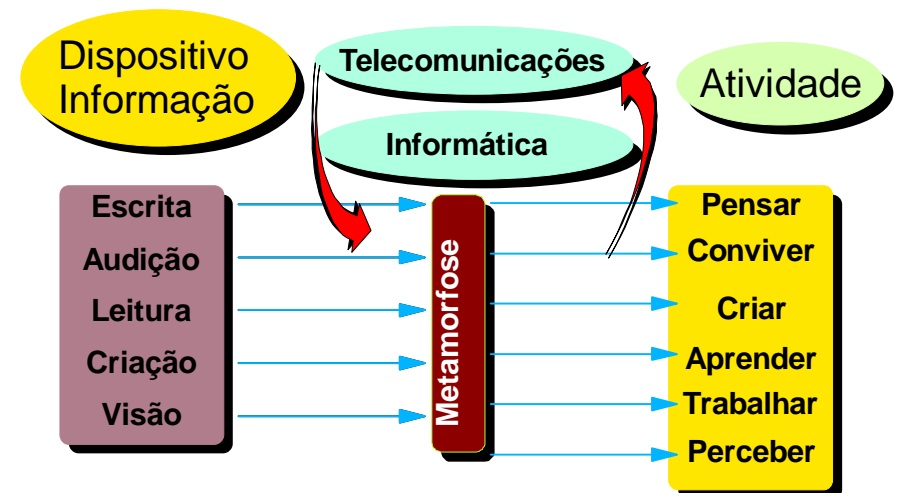 Dispositivo
Informação
Telecomunicações
Informática
Atividade
Escrita
Audição
Leitura
Criação
Visão
Metamorfose
Pensar
Conviver
Criar
Aprender
Trabalhar
Perceber